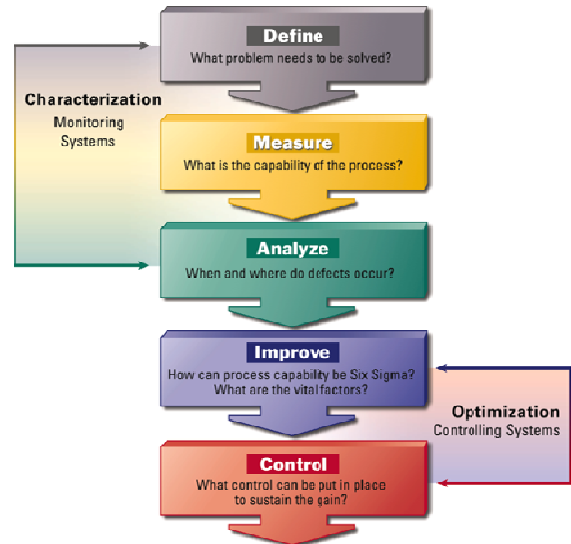 Define
What problem needs to be solved?
Characterization
Monitoring
Systems
Measure
What is the capability of the process?
Analyze
When and where do defects occur?
Improve
How can process capability be Six Sigma?
What are the vital factors?
Optimization
Controlling Systems
Control
What control can be put in place
to sustain the gain?